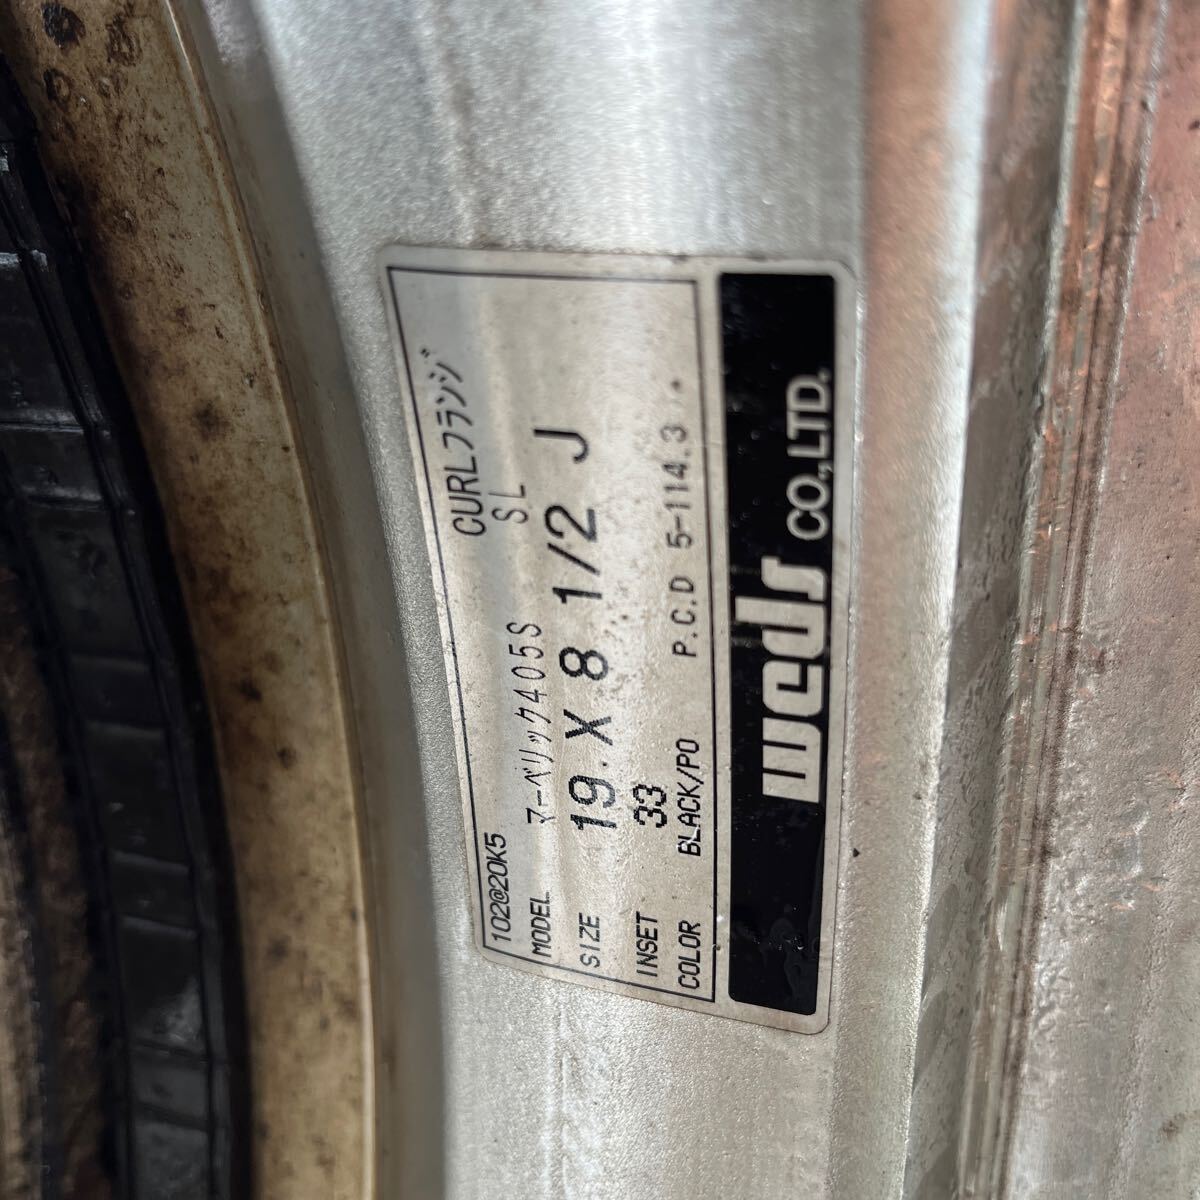 102@20K5 CURLフランジ
MODEL マーベリック405S SL
SIZE 19 X 8 1/2 J
INSET 33 P.C.D 5-114.3
COLOR BLACK/PO
weds CO.,LTD.